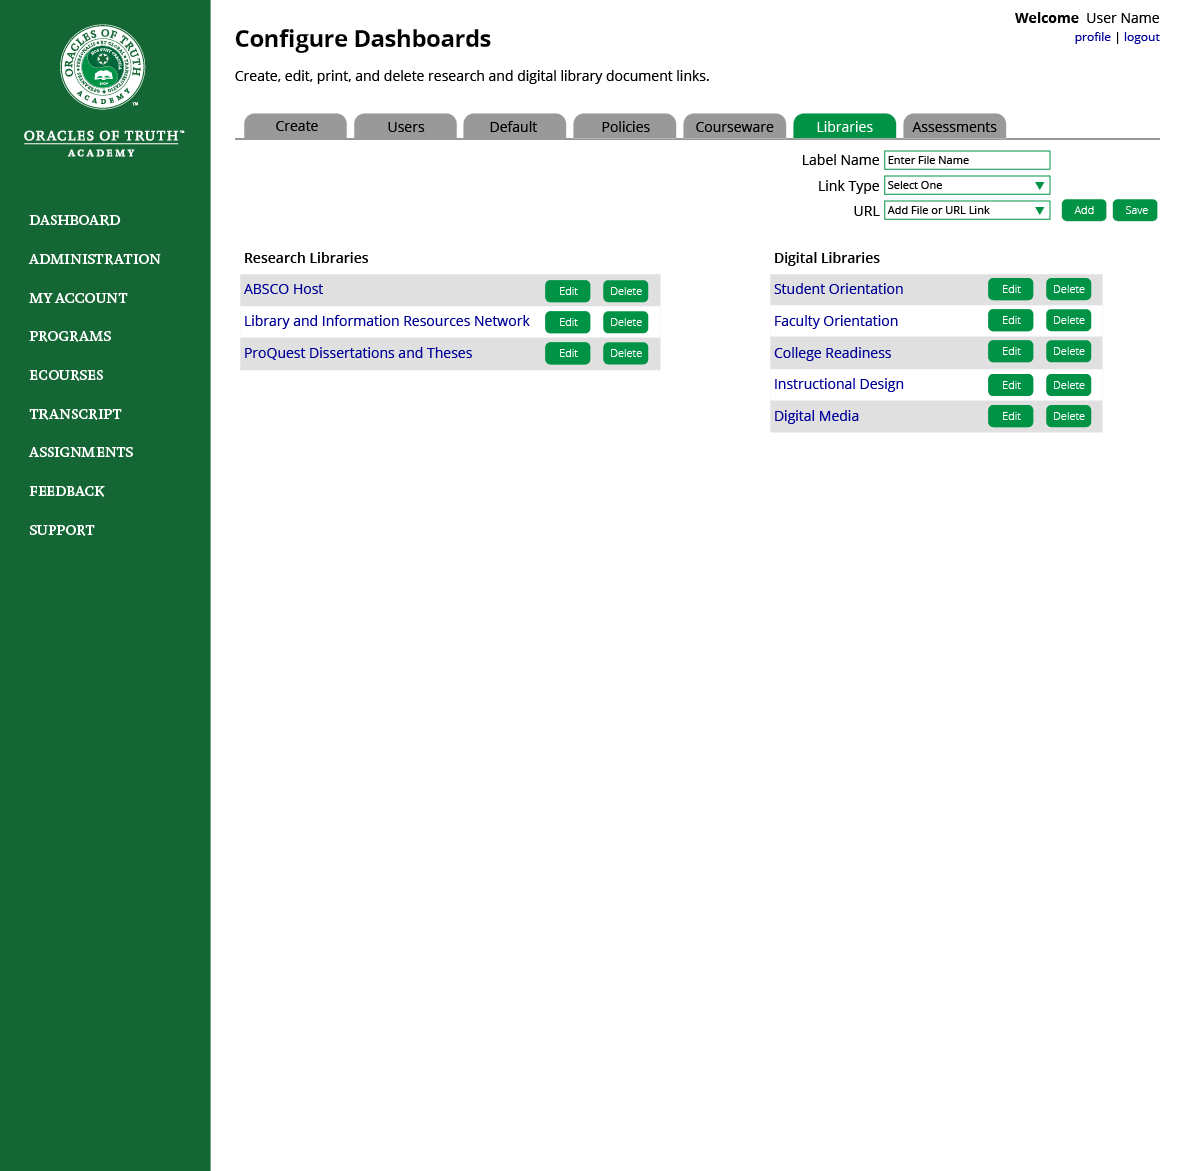 ORACLES OF TRUTH
ACADEMY
ORACLES OF TRUTH™
ACADEMY
DASHBOARD
ADMINISTRATION
MY ACCOUNT
PROGRAMS
ECOURSES
TRANSCRIPT
ASSIGNMENTS
FEEDBACK
SUPPORT
Welcome User Name
profile | logout
Configure Dashboards
Create, edit, print, and delete research and digital library document links.
Create Users Default Policies Courseware Libraries Assessments
Label Name Enter File Name
Link Type Select One
URL Add File or URL Link Add Save
Research Libraries
ABSCO Host Edit Delete
Library and Information Resources Network Edit Delete
ProQuest Dissertations and Theses Edit Delete
Digital Libraries
Student Orientation Edit Delete
Faculty Orientation Edit Delete
College Readiness Edit Delete
Instructional Design Edit Delete
Digital Media Edit Delete